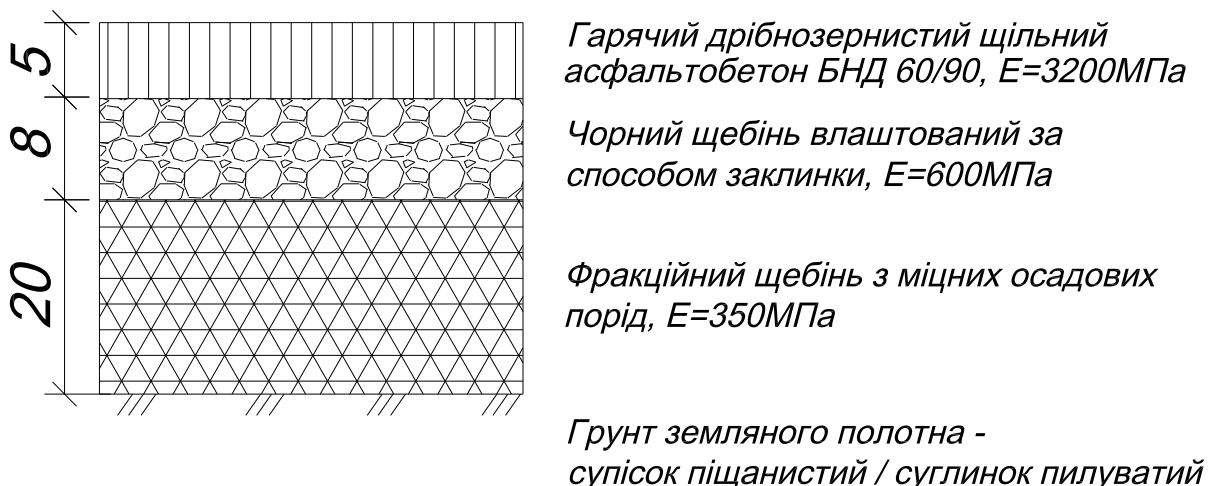 5
Гарячий дрібнозернистий щільний
асфальтобетон БНД 60/90, Е=3200МПа
8
Чорний щебінь влаштований за
способом заклинки, Е=600МПа
20
Фракційний щебінь з міцних осадових
порід, Е=350МПа
Грунт земляного полотна -
супісок піщанистий / суглинок пилуватий